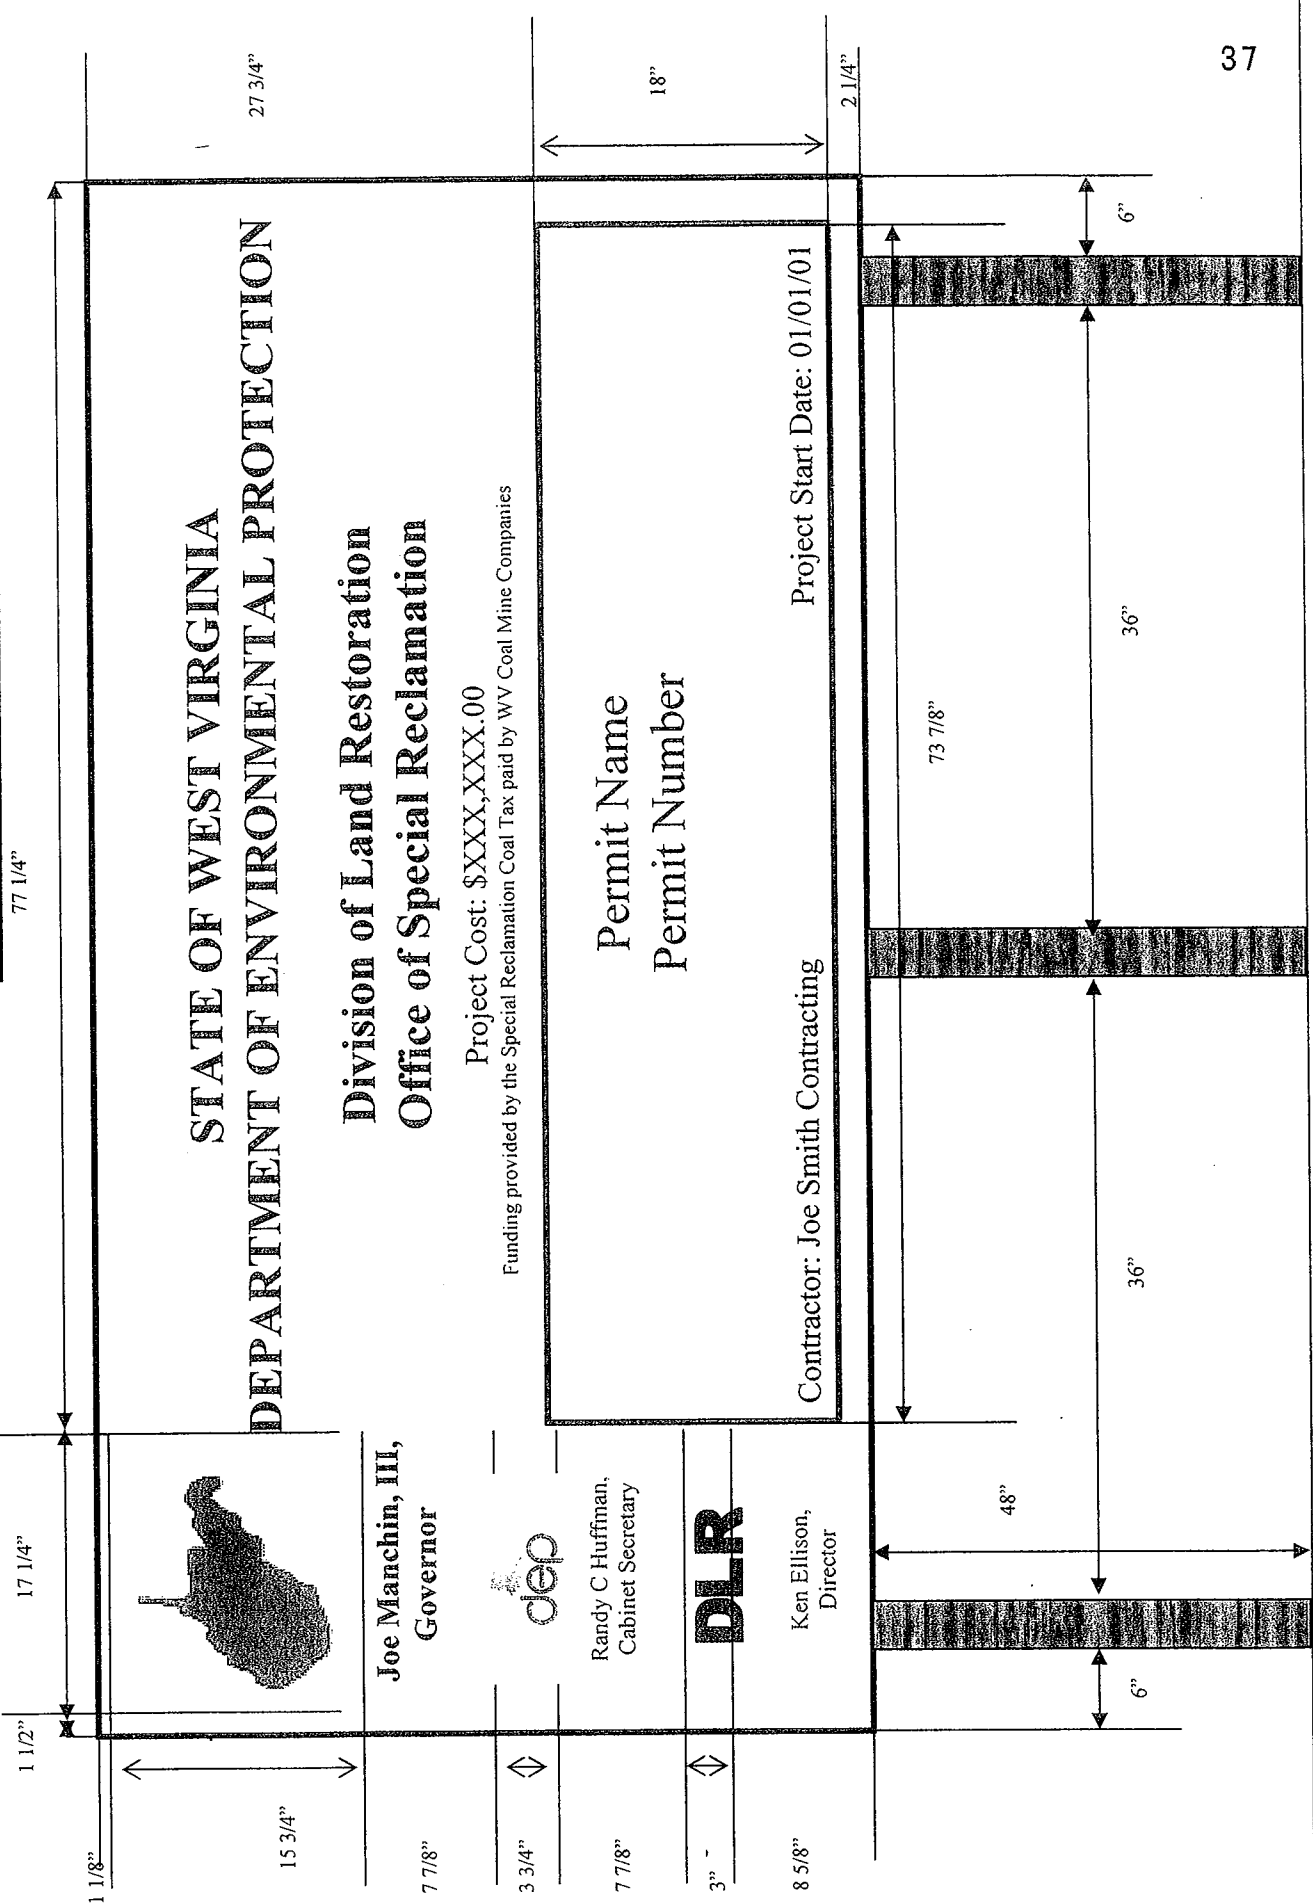 37
1 1/2”
17 1/4”
77 1/4”
STATE OF WEST VIRGINIA
DEPARTMENT OF ENVIRONMENTAL PROTECTION
Division of Land Restoration
Office of Special Reclamation
Project Cost: $XXX,XXX.00
Funding provided by the Special Reclamation Coal Tax paid by WV Coal Mine Companies
Permit Name
Permit Number
Contractor: Joe Smith Contracting
Project Start Date: 01/01/01
Joe Manchin, III,
Governor
dep
Randy C Huffman,
Cabinet Secretary
DLR
Ken Ellison,
Director
1 1/8”
15 3/4”
7 7/8”
3 3/4”
7 7/8”
3”
8 5/8”
27 3/4”
18”
2 1/4”
73 7/8”
48”
6”
36”
36”
6”